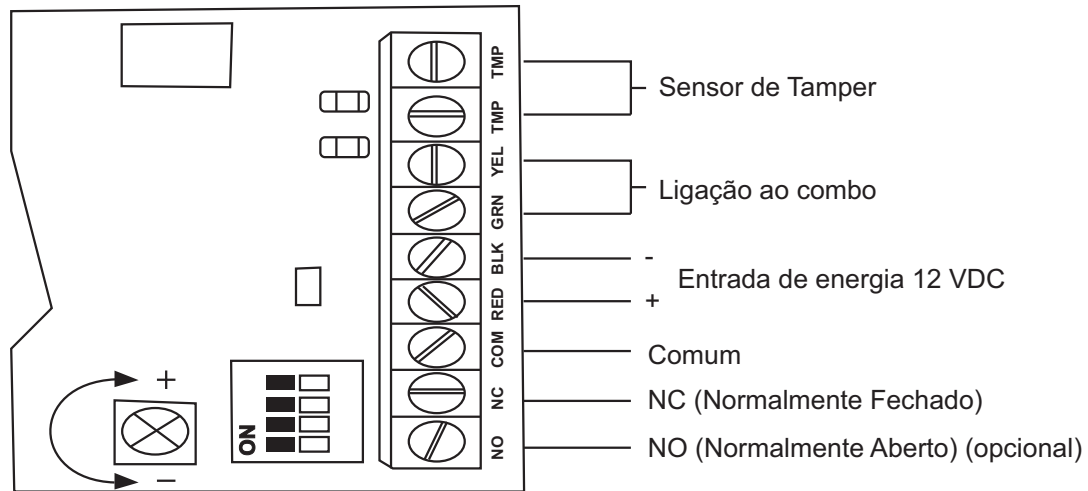 TMP
Sensor de Tamper
TMP
YEL
Ligação ao combo
GRN
BLK
-
Entrada de energia 12 VDC
RED
+
COM
Comum
NC
NC (Normalmente Fechado)
NO
NO (Normalmente Aberto) (opcional)
+
−
ON